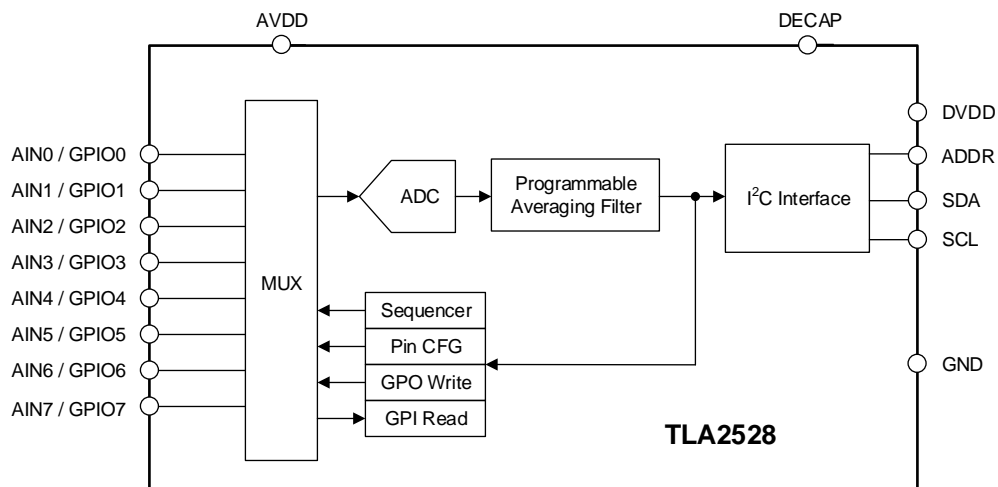 AVDD
DECAP
DVDD
AIN0 / GPIO0
AIN1 / GPIO1
AIN2 / GPIO2
AIN3 / GPIO3
AIN4 / GPIO4
AIN5 / GPIO5
AIN6 / GPIO6
AIN7 / GPIO7
MUX
ADC
Programmable
Averaging Filter
I²C Interface
ADDR
SDA
SCL
Sequencer
Pin CFG
GPO Write
GPI Read
GND
TLA2528